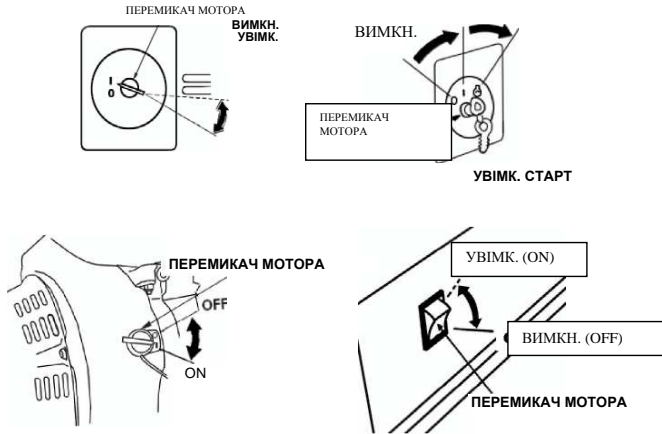 ПЕРЕМИКАЧ МОТОРА
ВИМКН.
УВІМК.
I
O
ВИМКН.
I
O
ПЕРЕМИКАЧ
МОТОРА
УВІМК. СТАРТ
ПЕРЕМИКАЧ МОТОРА
OFF
ON
УВІМК. (ON)
ВИМКН. (OFF)
ПЕРЕМИКАЧ МОТОРА